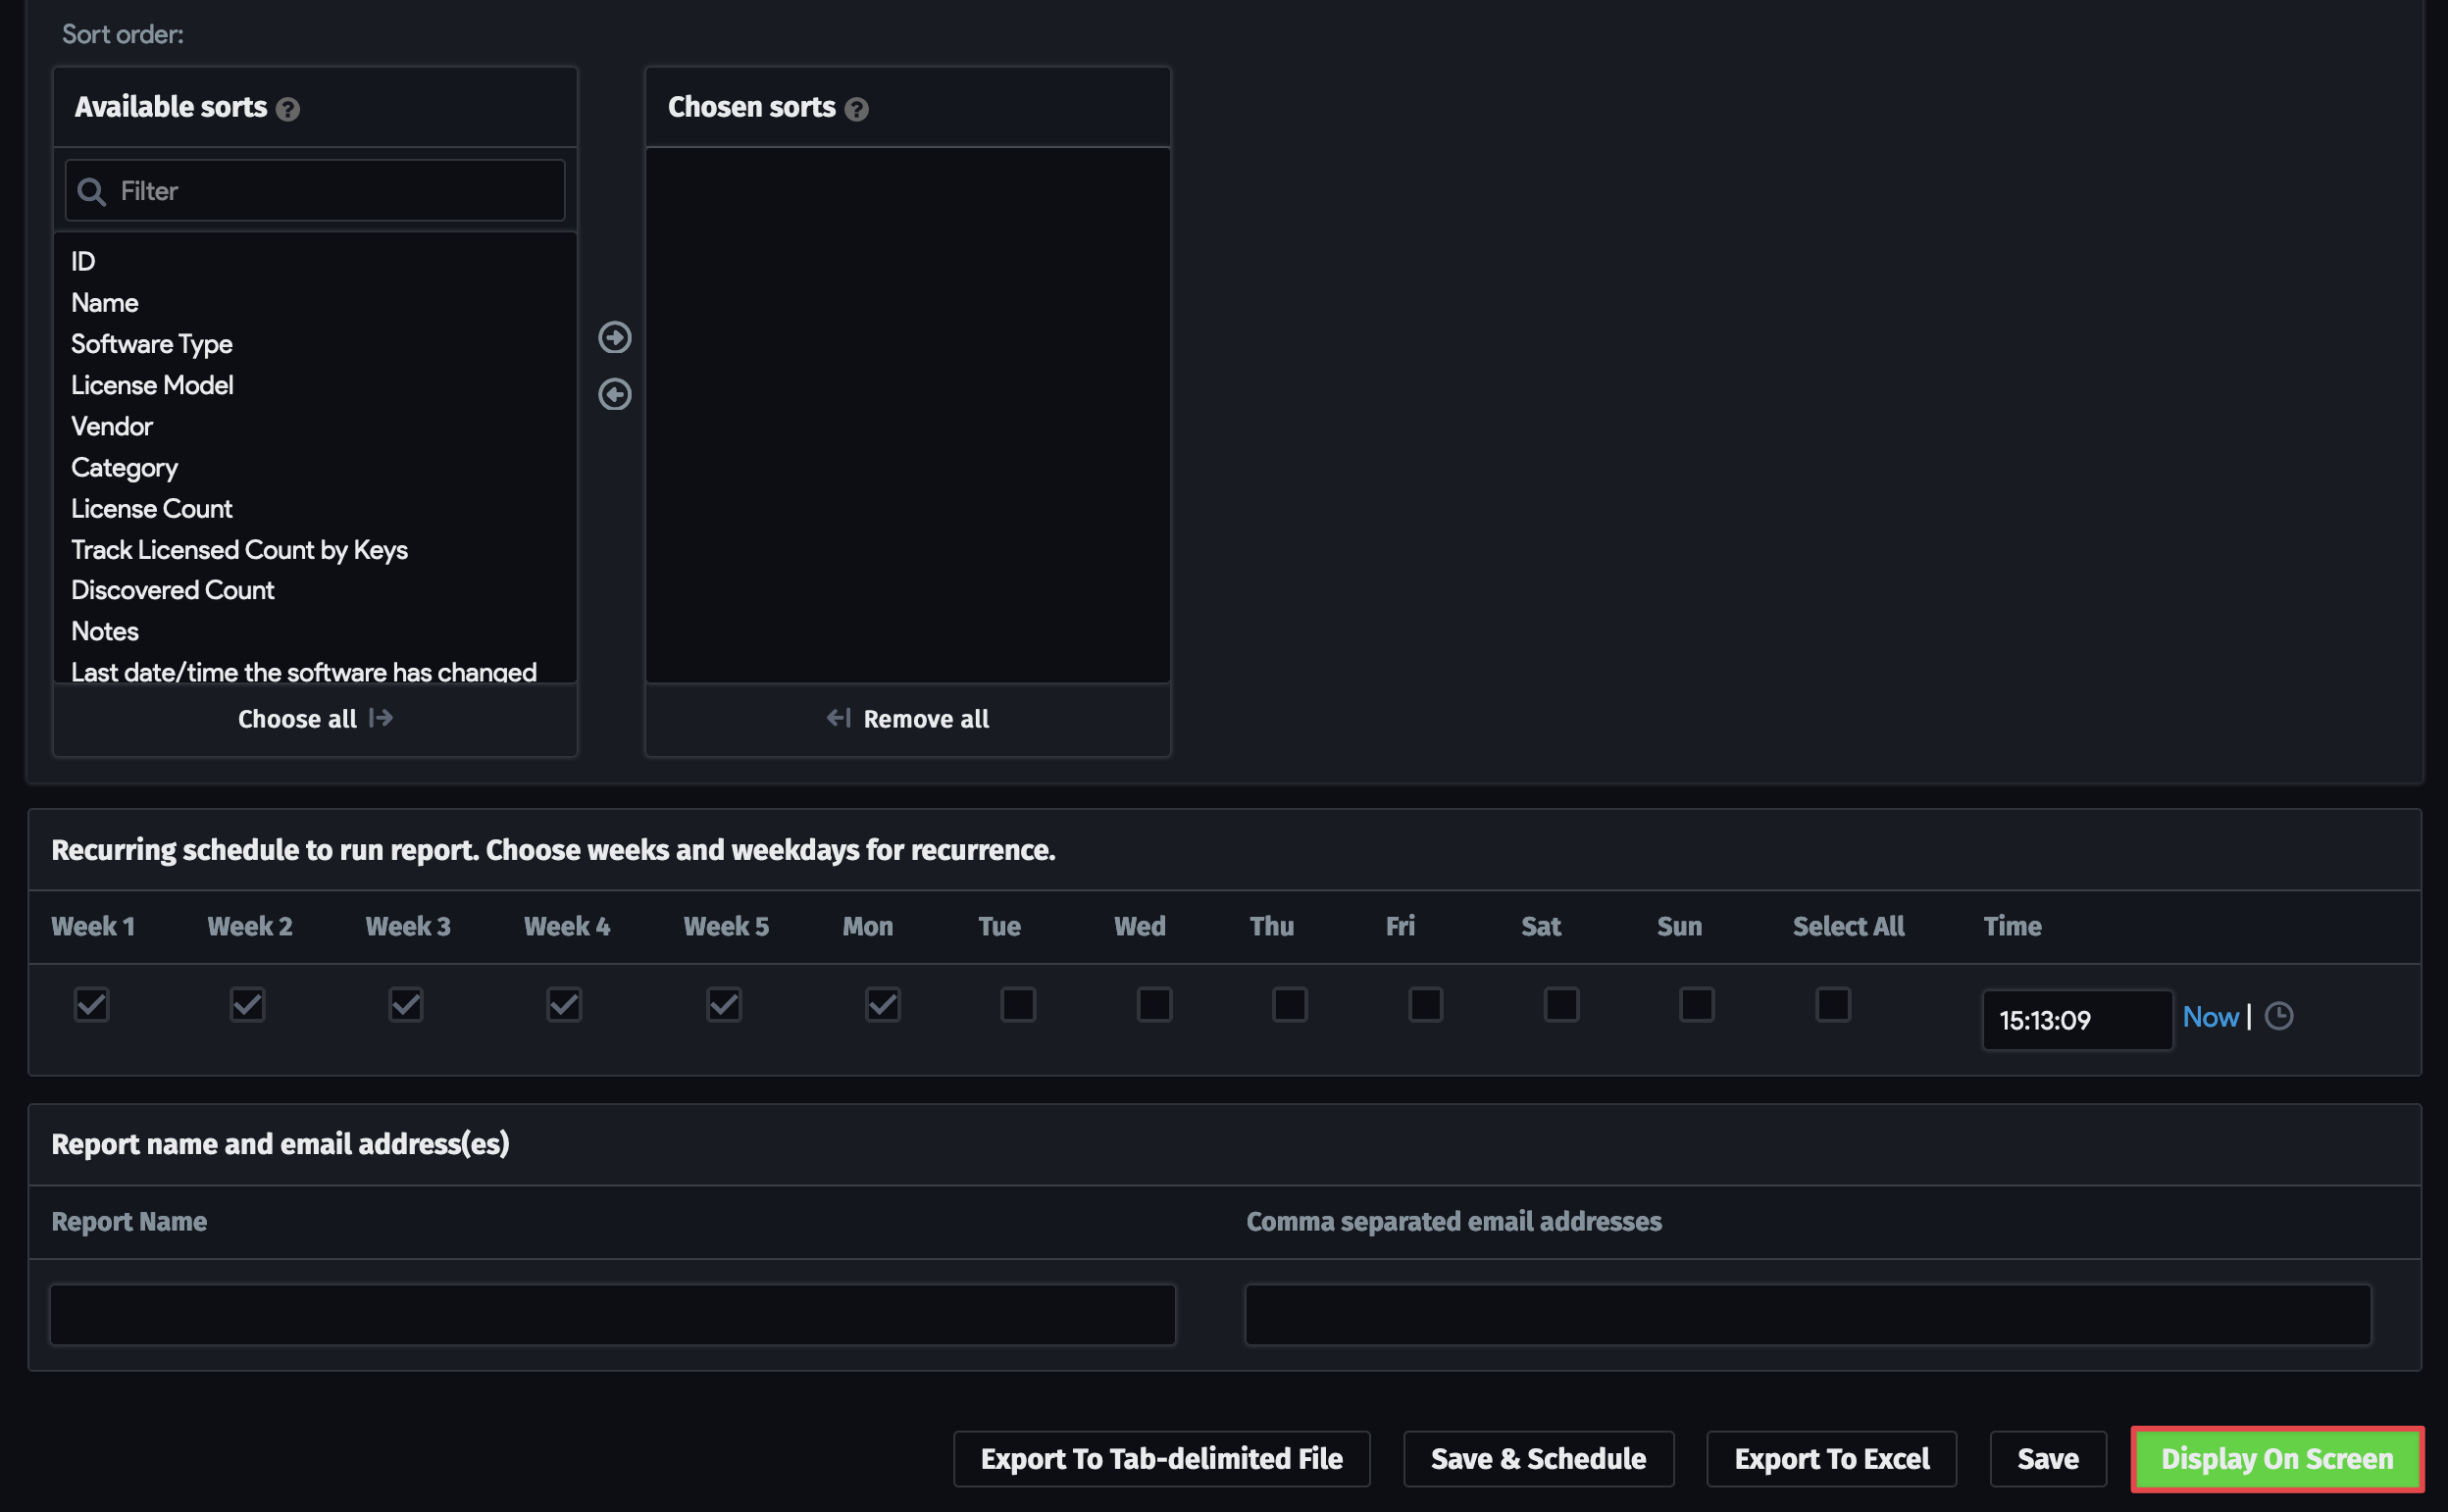 Sort order:
Available sorts ?
Chosen sorts ?
Filter
ID
Name
Software Type
License Model
Vendor
Category
License Count
Track Licensed Count by Keys
Discovered Count
Notes
Last date/time the software has changed
Choose all
Remove all
Recurring schedule to run report. Choose weeks and weekdays for recurrence.
Week 1 Week 2 Week 3 Week 4 Week 5 Mon Tue Wed Thu Fri Sat Sun Select All Time
15:13:09 Now |
Report name and email address(es)
Report Name Comma separated email addresses
Export To Tab-delimited File Save & Schedule Export To Excel Save Display On Screen